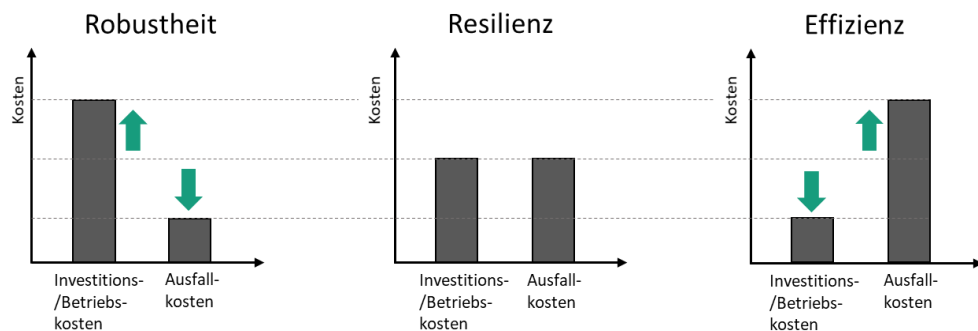 Robustheit
Kosten
Investitions-
/Betriebs-
kosten
Ausfall-
kosten
Resilienz
Kosten
Investitions-
/Betriebs-
kosten
Ausfall-
kosten
Effizienz
Kosten
Investitions-
/Betriebs-
kosten
Ausfall-
kosten